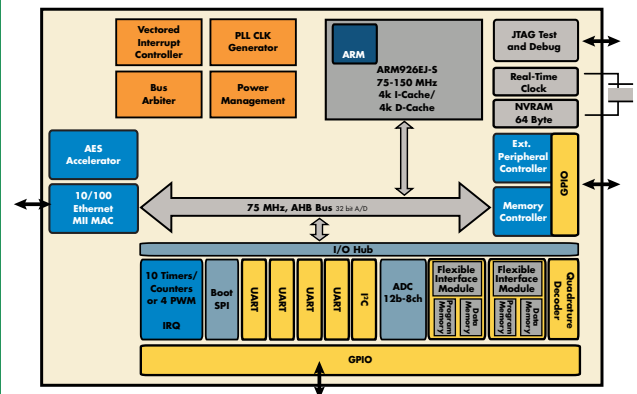 Vectored
Interrupt
Controller
PLL CLK
Generator
Bus
Arbiter
Power
Management
ARM
ARM926EJ-S
75-150 MHz
4k I-Cache/
4k D-Cache
JTAG Test
and Debug
Real-Time
Clock
NVRAM
64 Byte
AES
Accelerator
10/100
Ethernet
MII MAC
Ext.
Peripheral
Controller
Memory
Controller
GPIO
75 MHz, AHB Bus 32 bit A/D
I/O Hub
10 Timers/
Counters
or 4 PWM
IRQ
Boot
SPI
UART
UART
UART
UART
I²C
ADC
12b-8ch
Flexible
Interface
Module
Program
Memory
Data
Memory
Flexible
Interface
Module
Program
Memory
Data
Memory
Quadrature
Decoder
GPIO